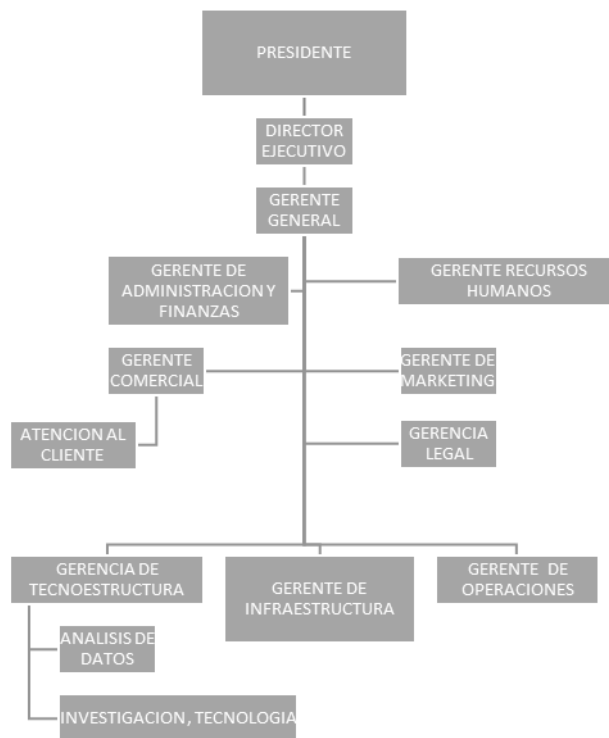 PRESIDENTE
DIRECTOR
EJECUTIVO
GERENTE
GENERAL
GERENTE DE
ADMINISTRACION Y
FINANZAS
GERENTE RECURSOS
HUMANOS
GERENTE
COMERCIAL
GERENTE DE
MARKETING
ATENCION AL
CLIENTE
GERENCIA
LEGAL
GERENCIA DE
TECNOESTRUCTURA
GERENTE DE
INFRAESTRUCTURA
GERENTE DE
OPERACIONES
ANALISIS DE
DATOS
INVESTIGACION, TECNOLOGIA